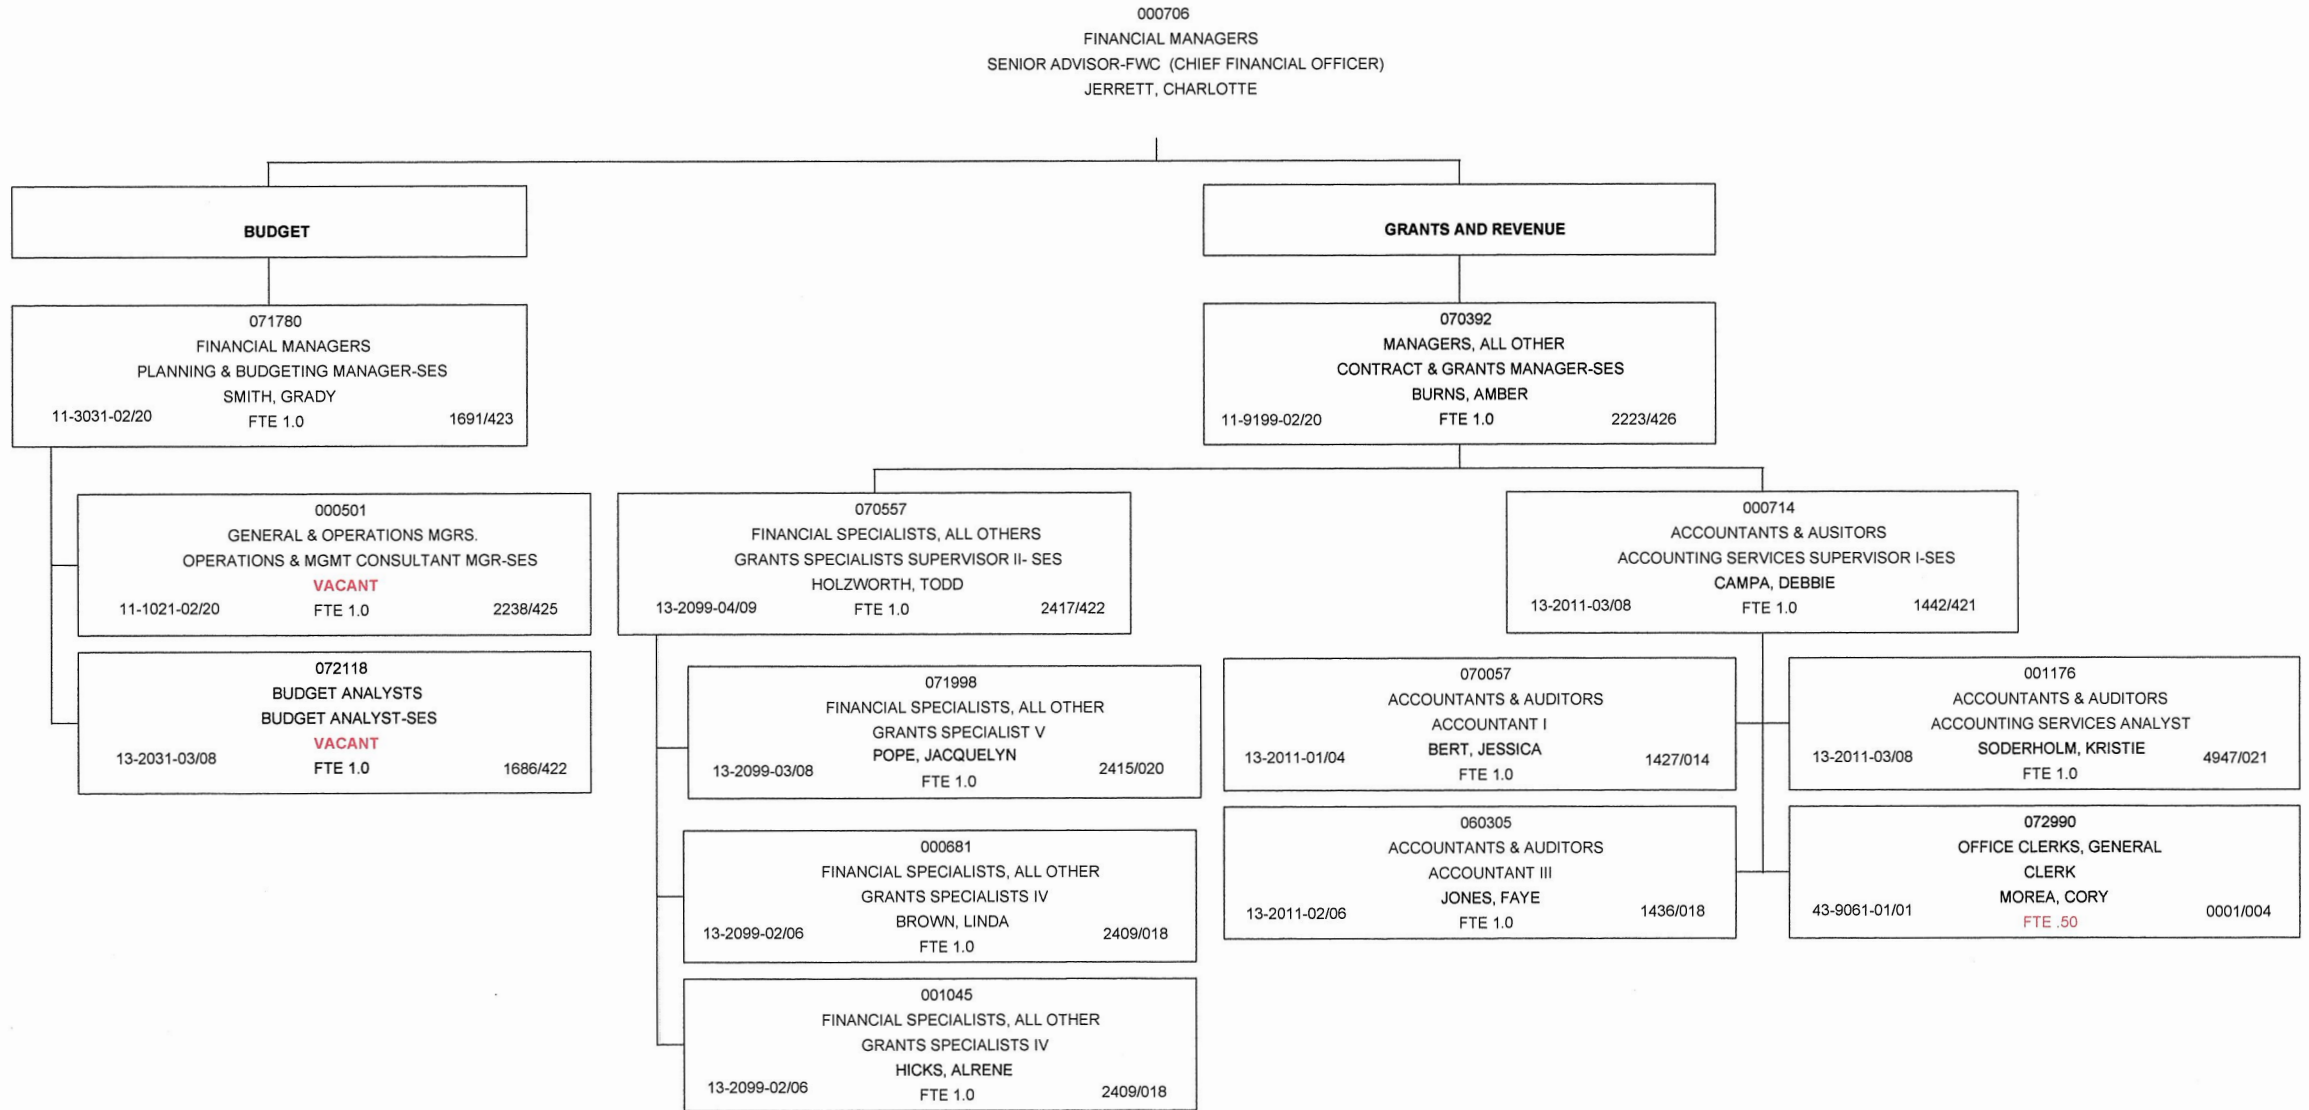 000706
FINANCIAL MANAGERS
SENIOR ADVISOR-FWC (CHIEF FINANCIAL OFFICER)
JERRETT, CHARLOTTE
BUDGET
071780
FINANCIAL MANAGERS
PLANNING & BUDGETING MANAGER-SES
SMITH, GRADY
11-3031-02/20 FTE 1.0 1691/423
000501
GENERAL & OPERATIONS MGRS.
OPERATIONS & MGMT CONSULTANT MGR-SES
VACANT
11-1021-02/20 FTE 1.0 2238/425
072118
BUDGET ANALYSTS
BUDGET ANALYST-SES
VACANT
13-2031-03/08 FTE 1.0 1686/422
GRANTS AND REVENUE
070392
MANAGERS, ALL OTHER
CONTRACT & GRANTS MANAGER-SES
BURNS, AMBER
11-9199-02/20 FTE 1.0 2223/426
070557
FINANCIAL SPECIALISTS, ALL OTHERS
GRANTS SPECIALISTS SUPERVISOR II- SES
HOLZWORTH, TODD
13-2099-04/09 FTE 1.0 2417/422
071998
FINANCIAL SPECIALISTS, ALL OTHER
GRANTS SPECIALIST V
POPE, JACQUELYN
13-2099-03/08 FTE 1.0 2415/020
000681
FINANCIAL SPECIALISTS, ALL OTHER
GRANTS SPECIALISTS IV
BROWN, LINDA
13-2099-02/06 FTE 1.0 2409/018
001045
FINANCIAL SPECIALISTS, ALL OTHER
GRANTS SPECIALISTS IV
HICKS, ALRENE
13-2099-02/06 FTE 1.0 2409/018
000714
ACCOUNTANTS & AUSITORS
ACCOUNTING SERVICES SUPERVISOR I-SES
CAMPA, DEBBIE
13-2011-03/08 FTE 1.0 1442/421
070057
ACCOUNTANTS & AUDITORS
ACCOUNTANT I
BERT, JESSICA
13-2011-01/04 FTE 1.0 1427/014
001176
ACCOUNTANTS & AUDITORS
ACCOUNTING SERVICES ANALYST
SODERHOLM, KRISTIE
13-2011-03/08 FTE 1.0 4947/021
060305
ACCOUNTANTS & AUDITORS
ACCOUNTANT III
JONES, FAYE
13-2011-02/06 FTE 1.0 1436/018
072990
OFFICE CLERKS, GENERAL
CLERK
MOREA, CORY
43-9061-01/01 FTE .50 0001/004